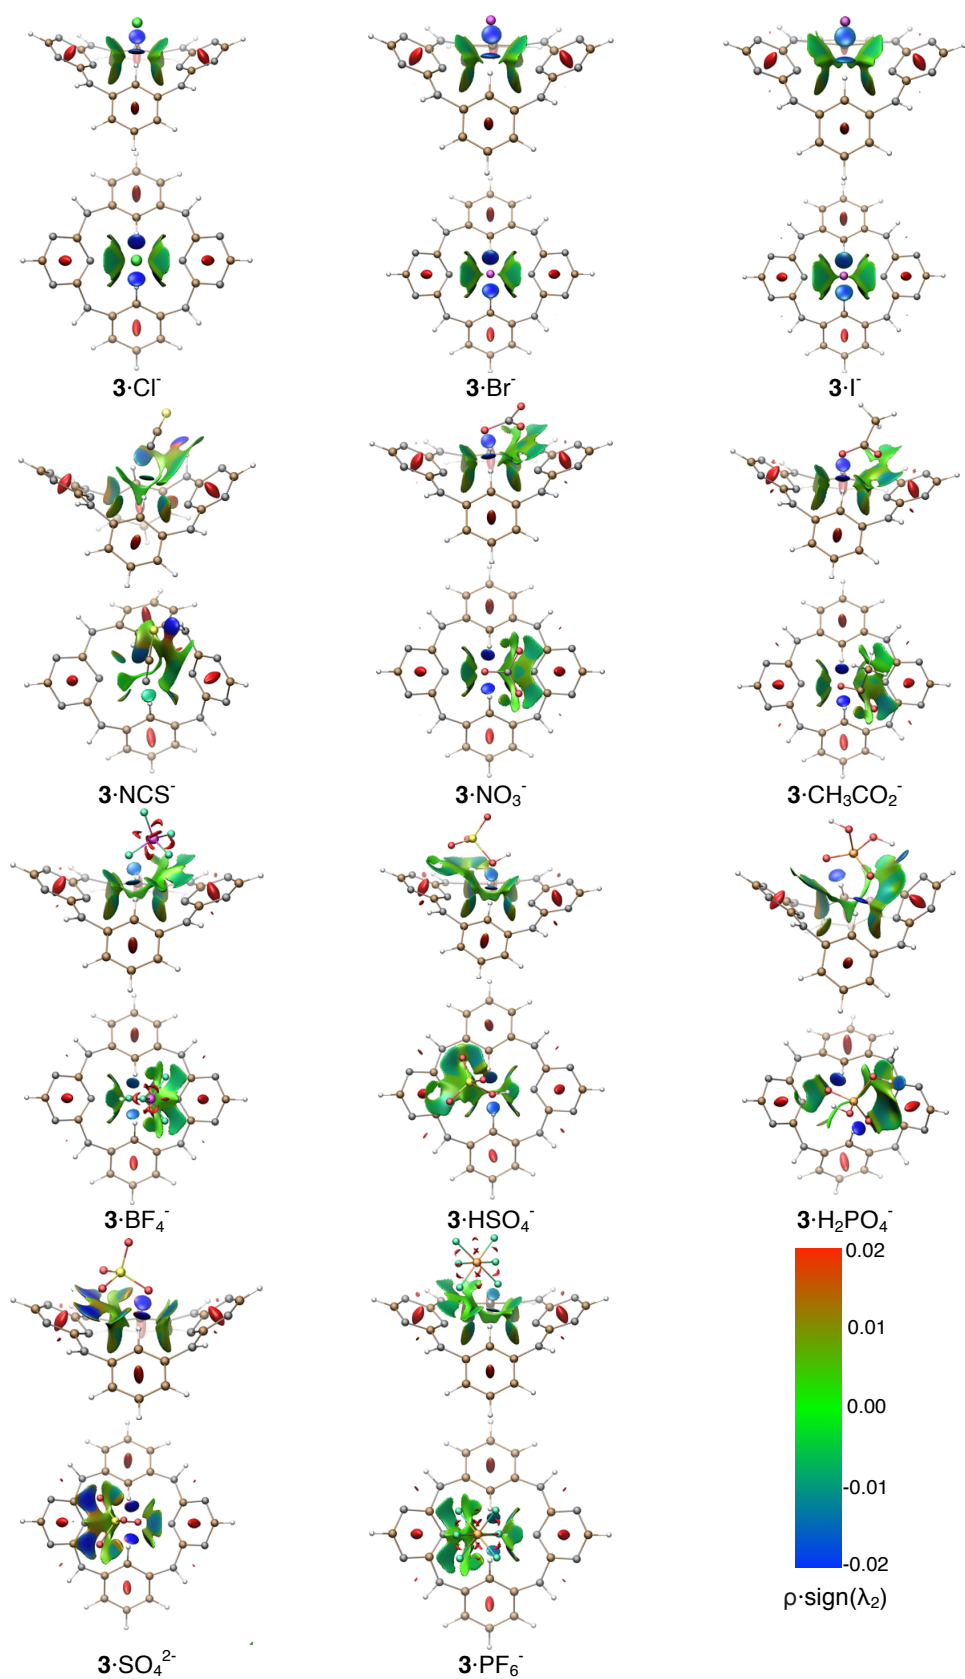 3·Cl⁻
3·Br⁻
3·I⁻
3·NCS⁻
3·NO₃⁻
3·CH₃CO₂⁻
3·BF₄⁻
3·HSO₄⁻
3·H₂PO₄⁻
0.02
0.01
0.00
-0.01
-0.02
ρ·sign(λ₂)
3·SO₄²⁻
3·PF₆⁻